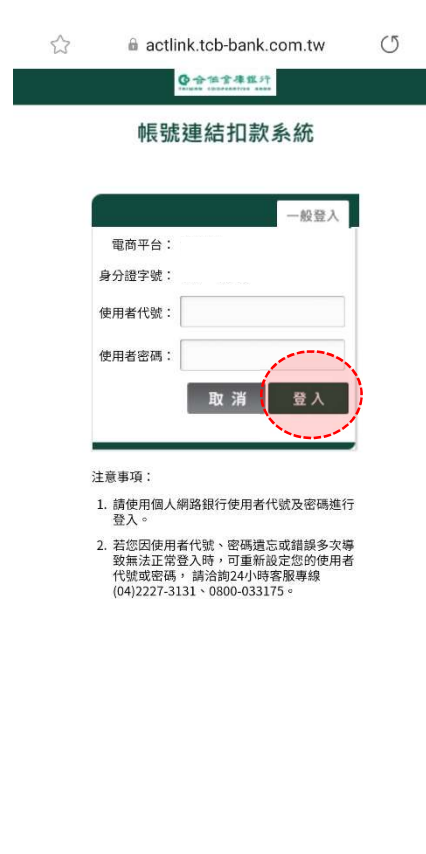 actlink.tcb-bank.com.tw
合作金庫銀行
TAIWAN COOPERATIVE BANK
帳號連結扣款系統
一般登入
電商平台：
身分證字號：
使用者代號：
使用者密碼：
取消 登入
注意事項：
1. 請使用個人網路銀行使用者代號及密碼進行
登入。
2. 若您因使用者代號、密碼遺忘或錯誤多次導
致無法正常登入時，可重新設定您的使用者
代號或密碼， 請洽詢24小時客服專線
(04)2227-3131、0800-033175。